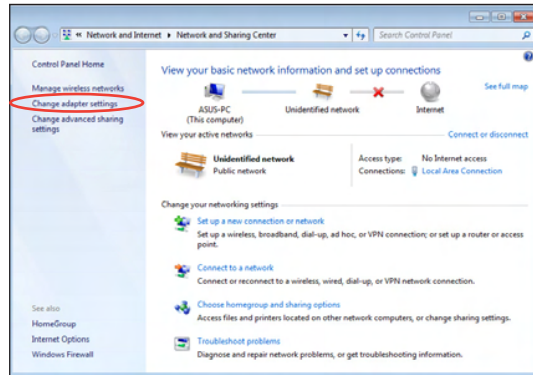 « Network and Internet ▸ Network and Sharing Center
Search Control Panel
Control Panel Home
Manage wireless networks
Change adapter settings
Change advanced sharing
settings
View your basic network information and set up connections
See full map
ASUS-PC
(This computer)
Unidentified network
Internet
View your active networks
Connect or disconnect
Unidentified network
Public network
Access type: No Internet access
Connections: Local Area Connection
Change your networking settings
Set up a new connection or network
Set up a wireless, broadband, dial-up, ad hoc, or VPN connection; or set up a router or access
point.
Connect to a network
Connect or reconnect to a wireless, wired, dial-up, or VPN network connection.
Choose homegroup and sharing options
Access files and printers located on other network computers, or change sharing settings.
Troubleshoot problems
Diagnose and repair network problems, or get troubleshooting information.
See also
HomeGroup
Internet Options
Windows Firewall